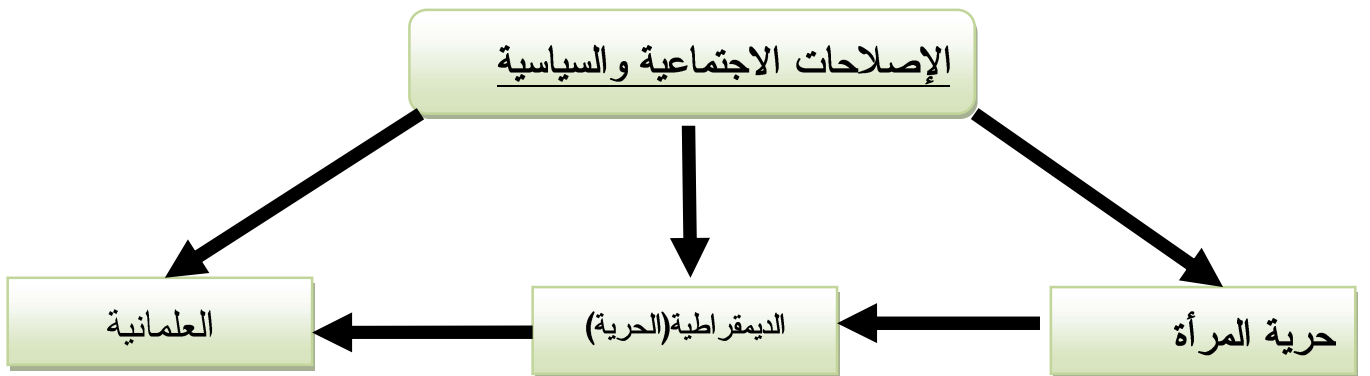 الإصلاحات الاجتماعية والسياسية
حرية المرأة
الديمقراطية(الحرية)
العلمانية